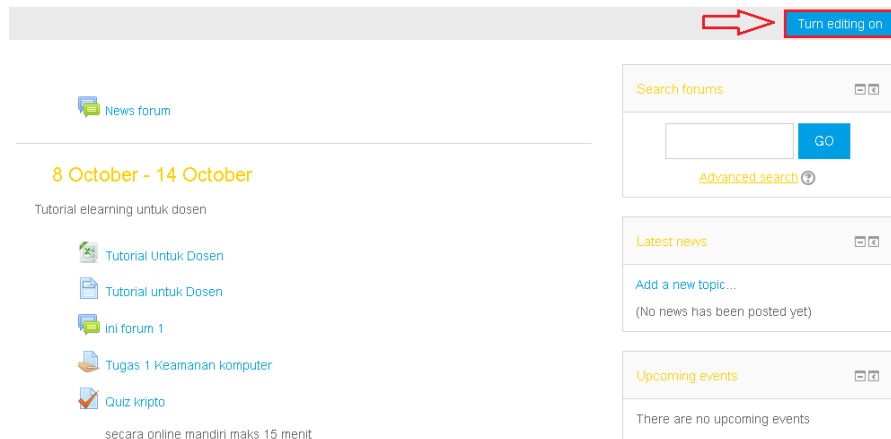 Turn editing on
News forum
8 October - 14 October
Tutorial elearning untuk dosen
Tutorial Untuk Dosen
Tutorial untuk Dosen
ini forum 1
Tugas 1 Keamanan komputer
Quiz kripto
secara online mandiri maks 15 menit
Search forums
GO
Advanced search
Latest news
Add a new topic...
(No news has been posted yet)
Upcoming events
There are no upcoming events